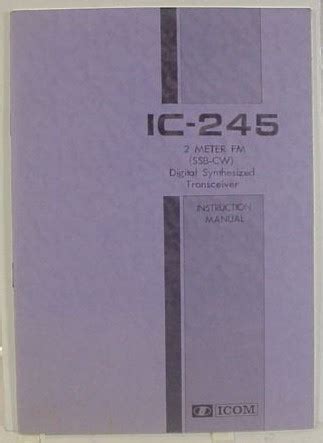 IC-245
2 METER FM
(SSB-CW)
Digital Synthesized
Transceiver
INSTRUCTION
MANUAL
ICOM